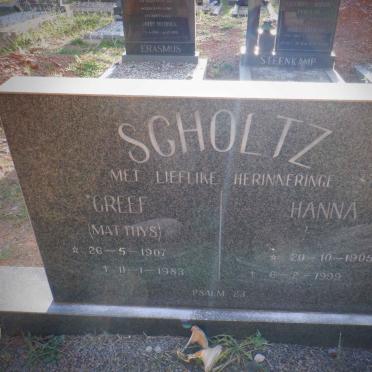 ERASMUS
STEENKAMP
SCHOLTZ
MET LIEFLIKE HERINNERINGE
GREEF
(MATTHYS)
☆ 26-5-1907
† 11-1-1983
HANNA
☆ 20-10-1905
† 6-2-1999
PSALM 23